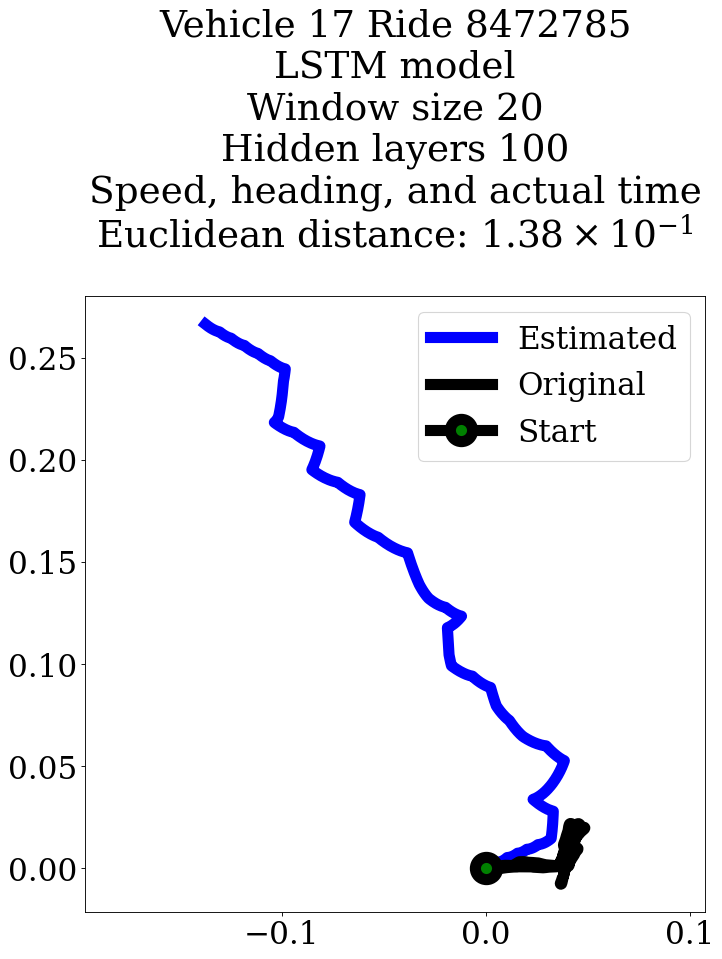 Vehicle 17 Ride 8472785
LSTM model
Window size 20
Hidden layers 100
Speed, heading, and actual time
Euclidean distance: 1.38 × 10⁻¹
Estimated
Original
Start
0.25
0.20
0.15
0.10
0.05
0.00
−0.1 0.0 0.1